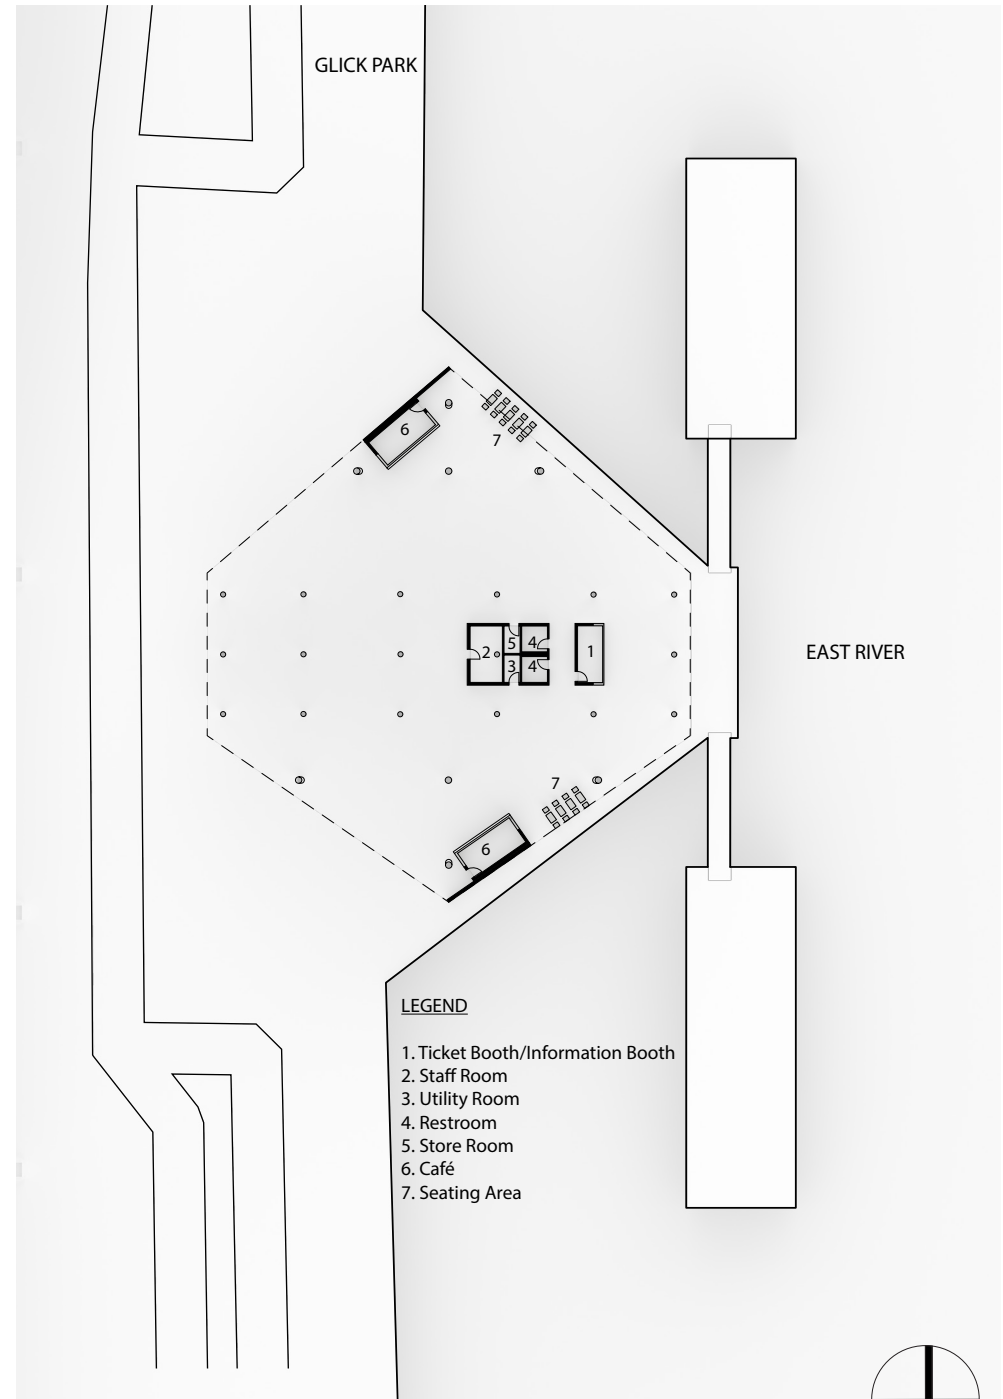 GLICK PARK
6
7
5
4
2
1
EAST RIVER
3
4
7
6
LEGEND
1. Ticket Booth/Information Booth
2. Staff Room
3. Utility Room
4. Restroom
5. Store Room
6. Café
7. Seating Area